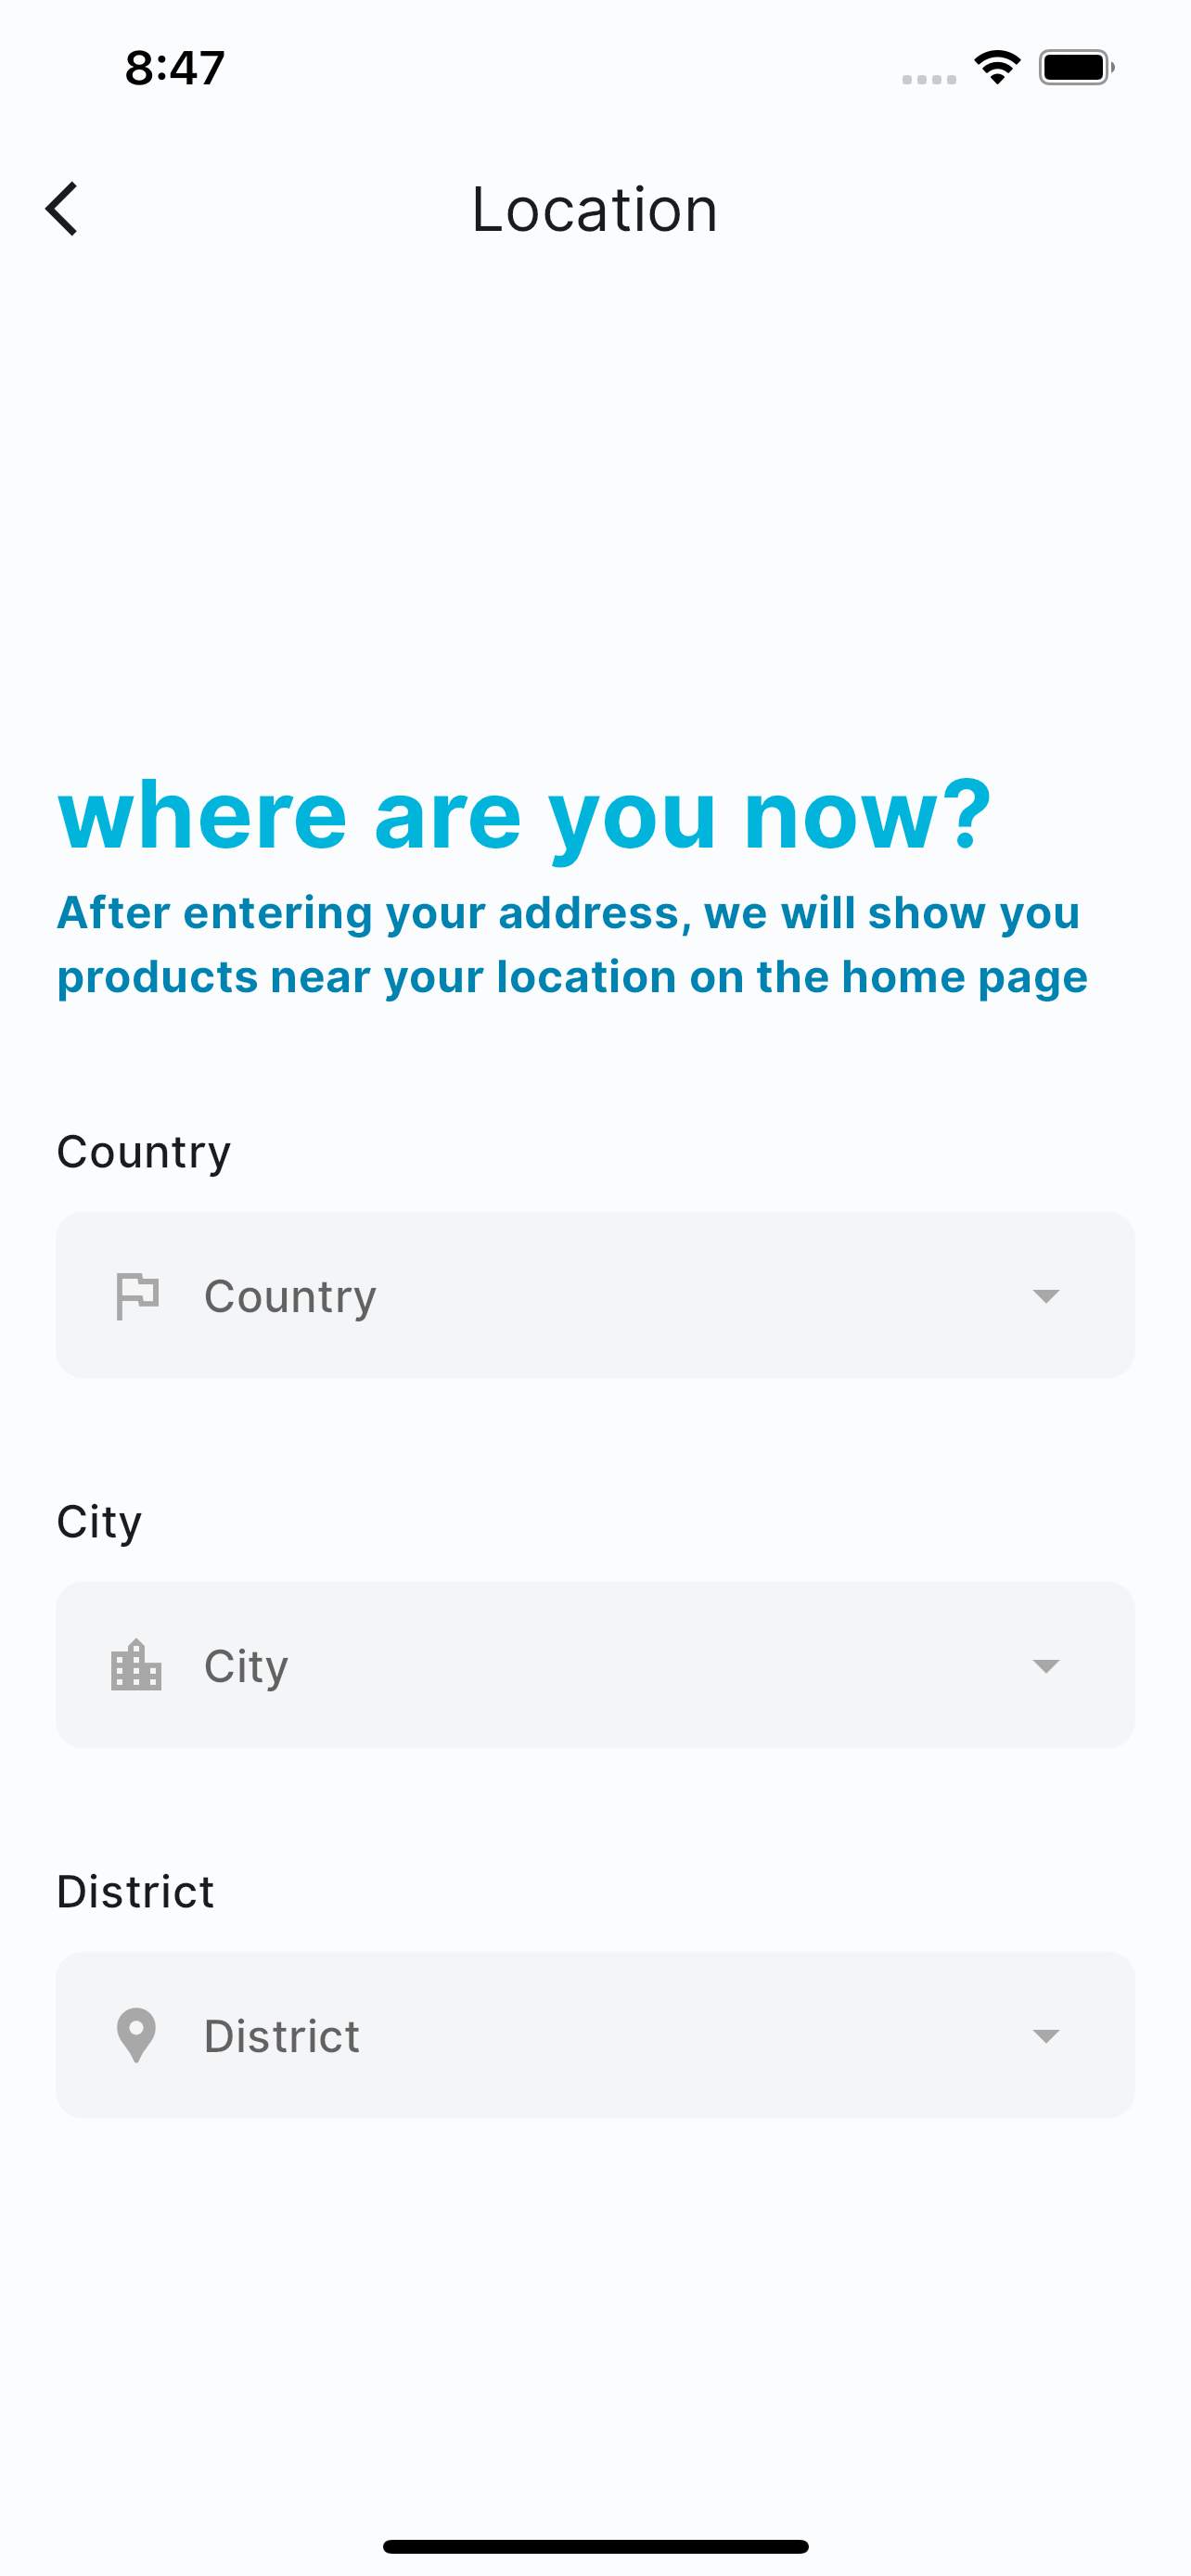 8:47
Location
where are you now?
After entering your address, we will show you
products near your location on the home page
Country
Country
City
City
District
District